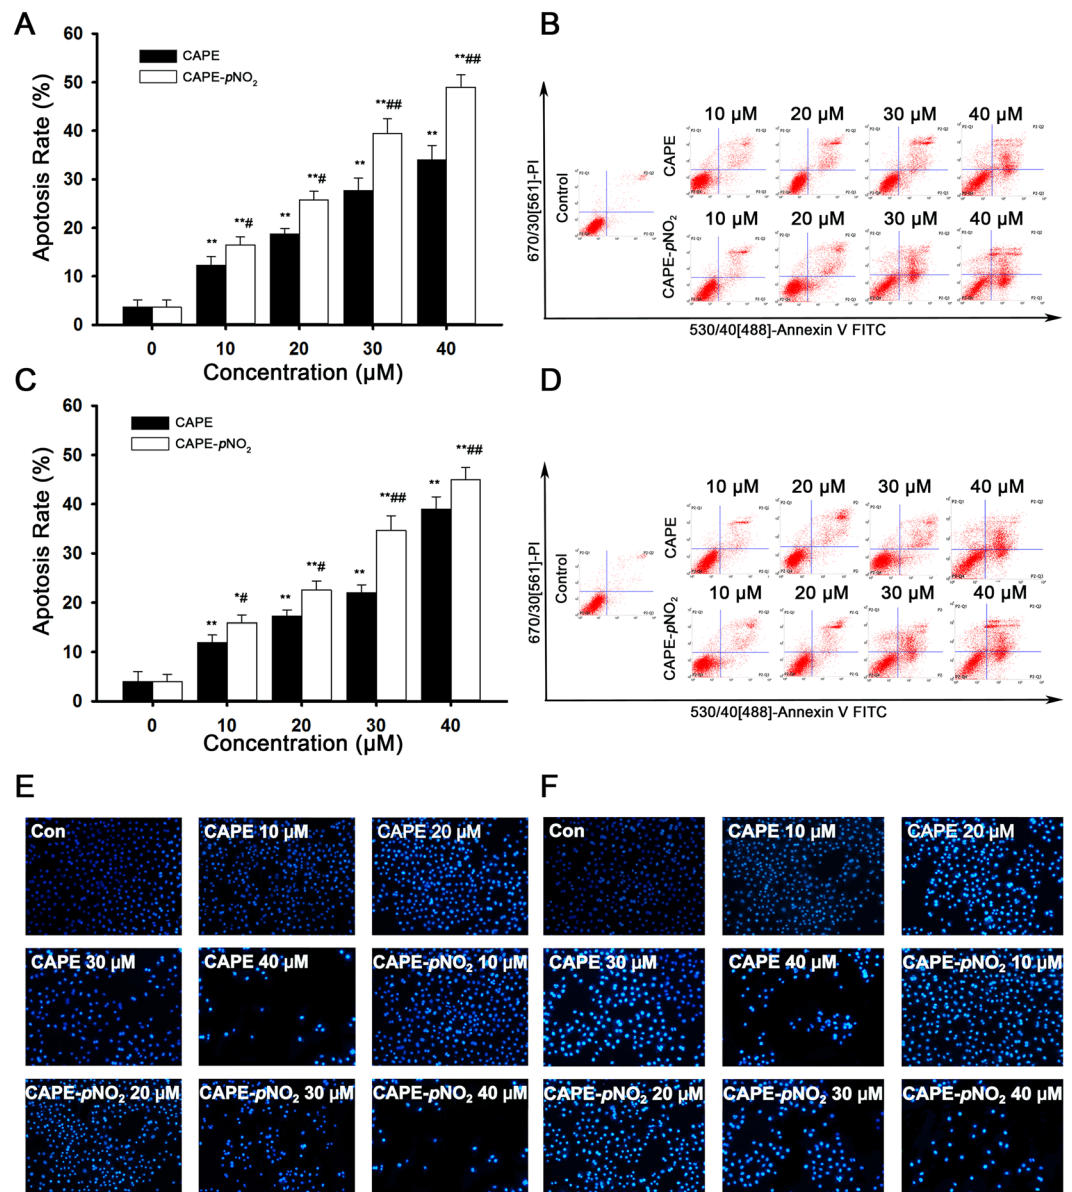 A
60
50
40
30
20
10
0
Apotosis Rate (%)
CAPE
CAPE-pNO2
** **# ** **# ** **## ** **##
0 10 20 30 40
Concentration (µM)
B
10 µM 20 µM 30 µM 40 µM
CAPE
Control
670/30[561]-PI
CAPE-pNO2
10 µM 20 µM 30 µM 40 µM
530/40[488]-Annexin V FITC
C
60
50
40
30
20
10
0
Apotosis Rate (%)
CAPE
CAPE-pNO2
** *# ** **# ** **## ** **##
0 10 20 30 40
Concentration (µM)
D
10 µM 20 µM 30 µM 40 µM
CAPE
Control
670/30[561]-PI
CAPE-pNO2
10 µM 20 µM 30 µM 40 µM
530/40[488]-Annexin V FITC
E
Con CAPE 10 µM CAPE 20 µM
CAPE 30 µM CAPE 40 µM CAPE-pNO2 10 µM
CAPE-pNO2 20 µM CAPE-pNO2 30 µM CAPE-pNO2 40 µM
F
Con CAPE 10 µM CAPE 20 µM
CAPE 30 µM CAPE 40 µM CAPE-pNO2 10 µM
CAPE-pNO2 20 µM CAPE-pNO2 30 µM CAPE-pNO2 40 µM